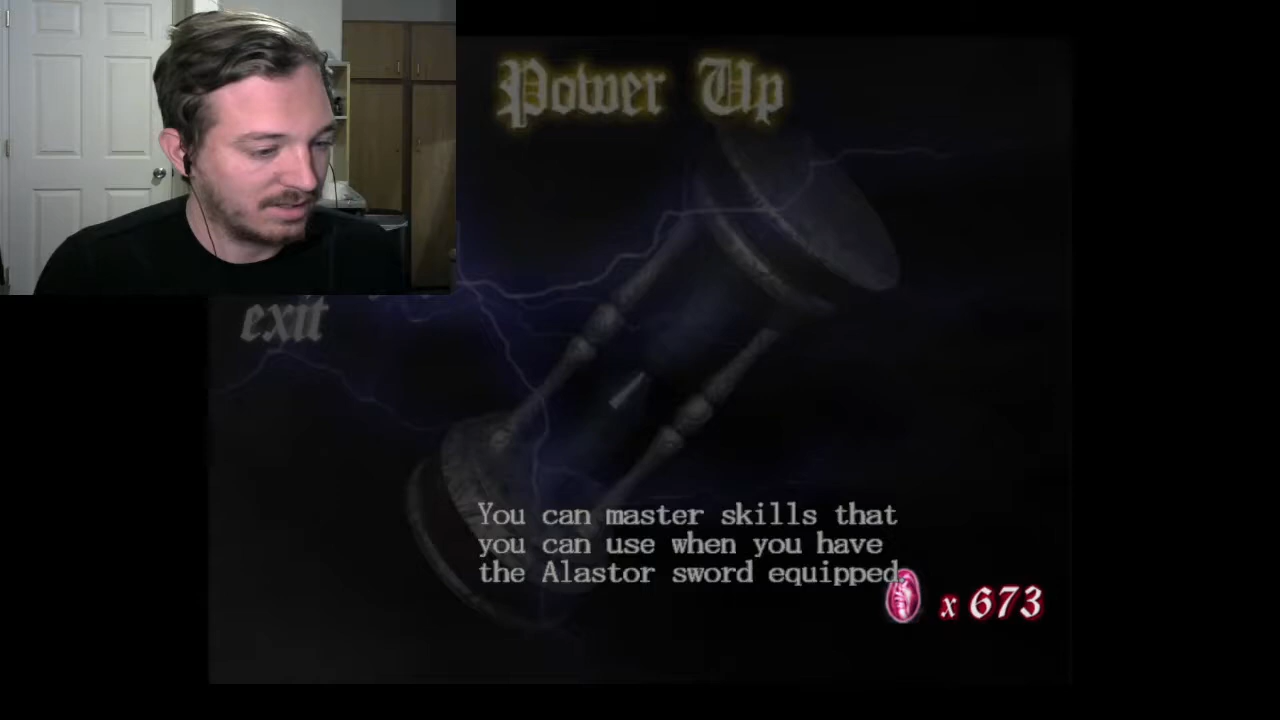 Power Up
exit
You can master skills that
you can use when you have
the Alastor sword equipped.
x 673